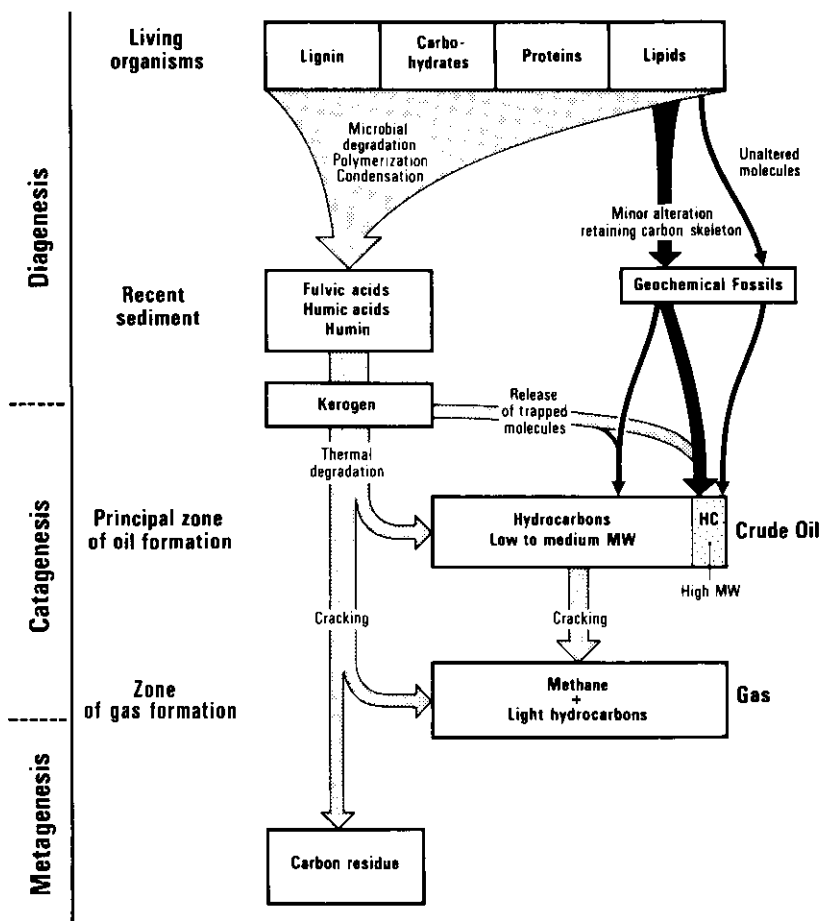 Living
organisms
Lignin
Carbo-
hydrates
Proteins
Lipids
Microbial
degradation
Polymerization
Condensation
Unaltered
molecules
Minor alteration
retaining carbon skeleton
Diagenesis
Recent
sediment
Fulvic acids
Humic acids
Humin
Geochemical Fossils
Kerogen
Release
of trapped
molecules
Thermal
degradation
Catagenesis
Principal zone
of oil formation
Hydrocarbons
Low to medium MW
HC
Crude Oil
High MW
Cracking
Cracking
Zone
of gas formation
Methane
+
Light hydrocarbons
Gas
Metagenesis
Carbon residue